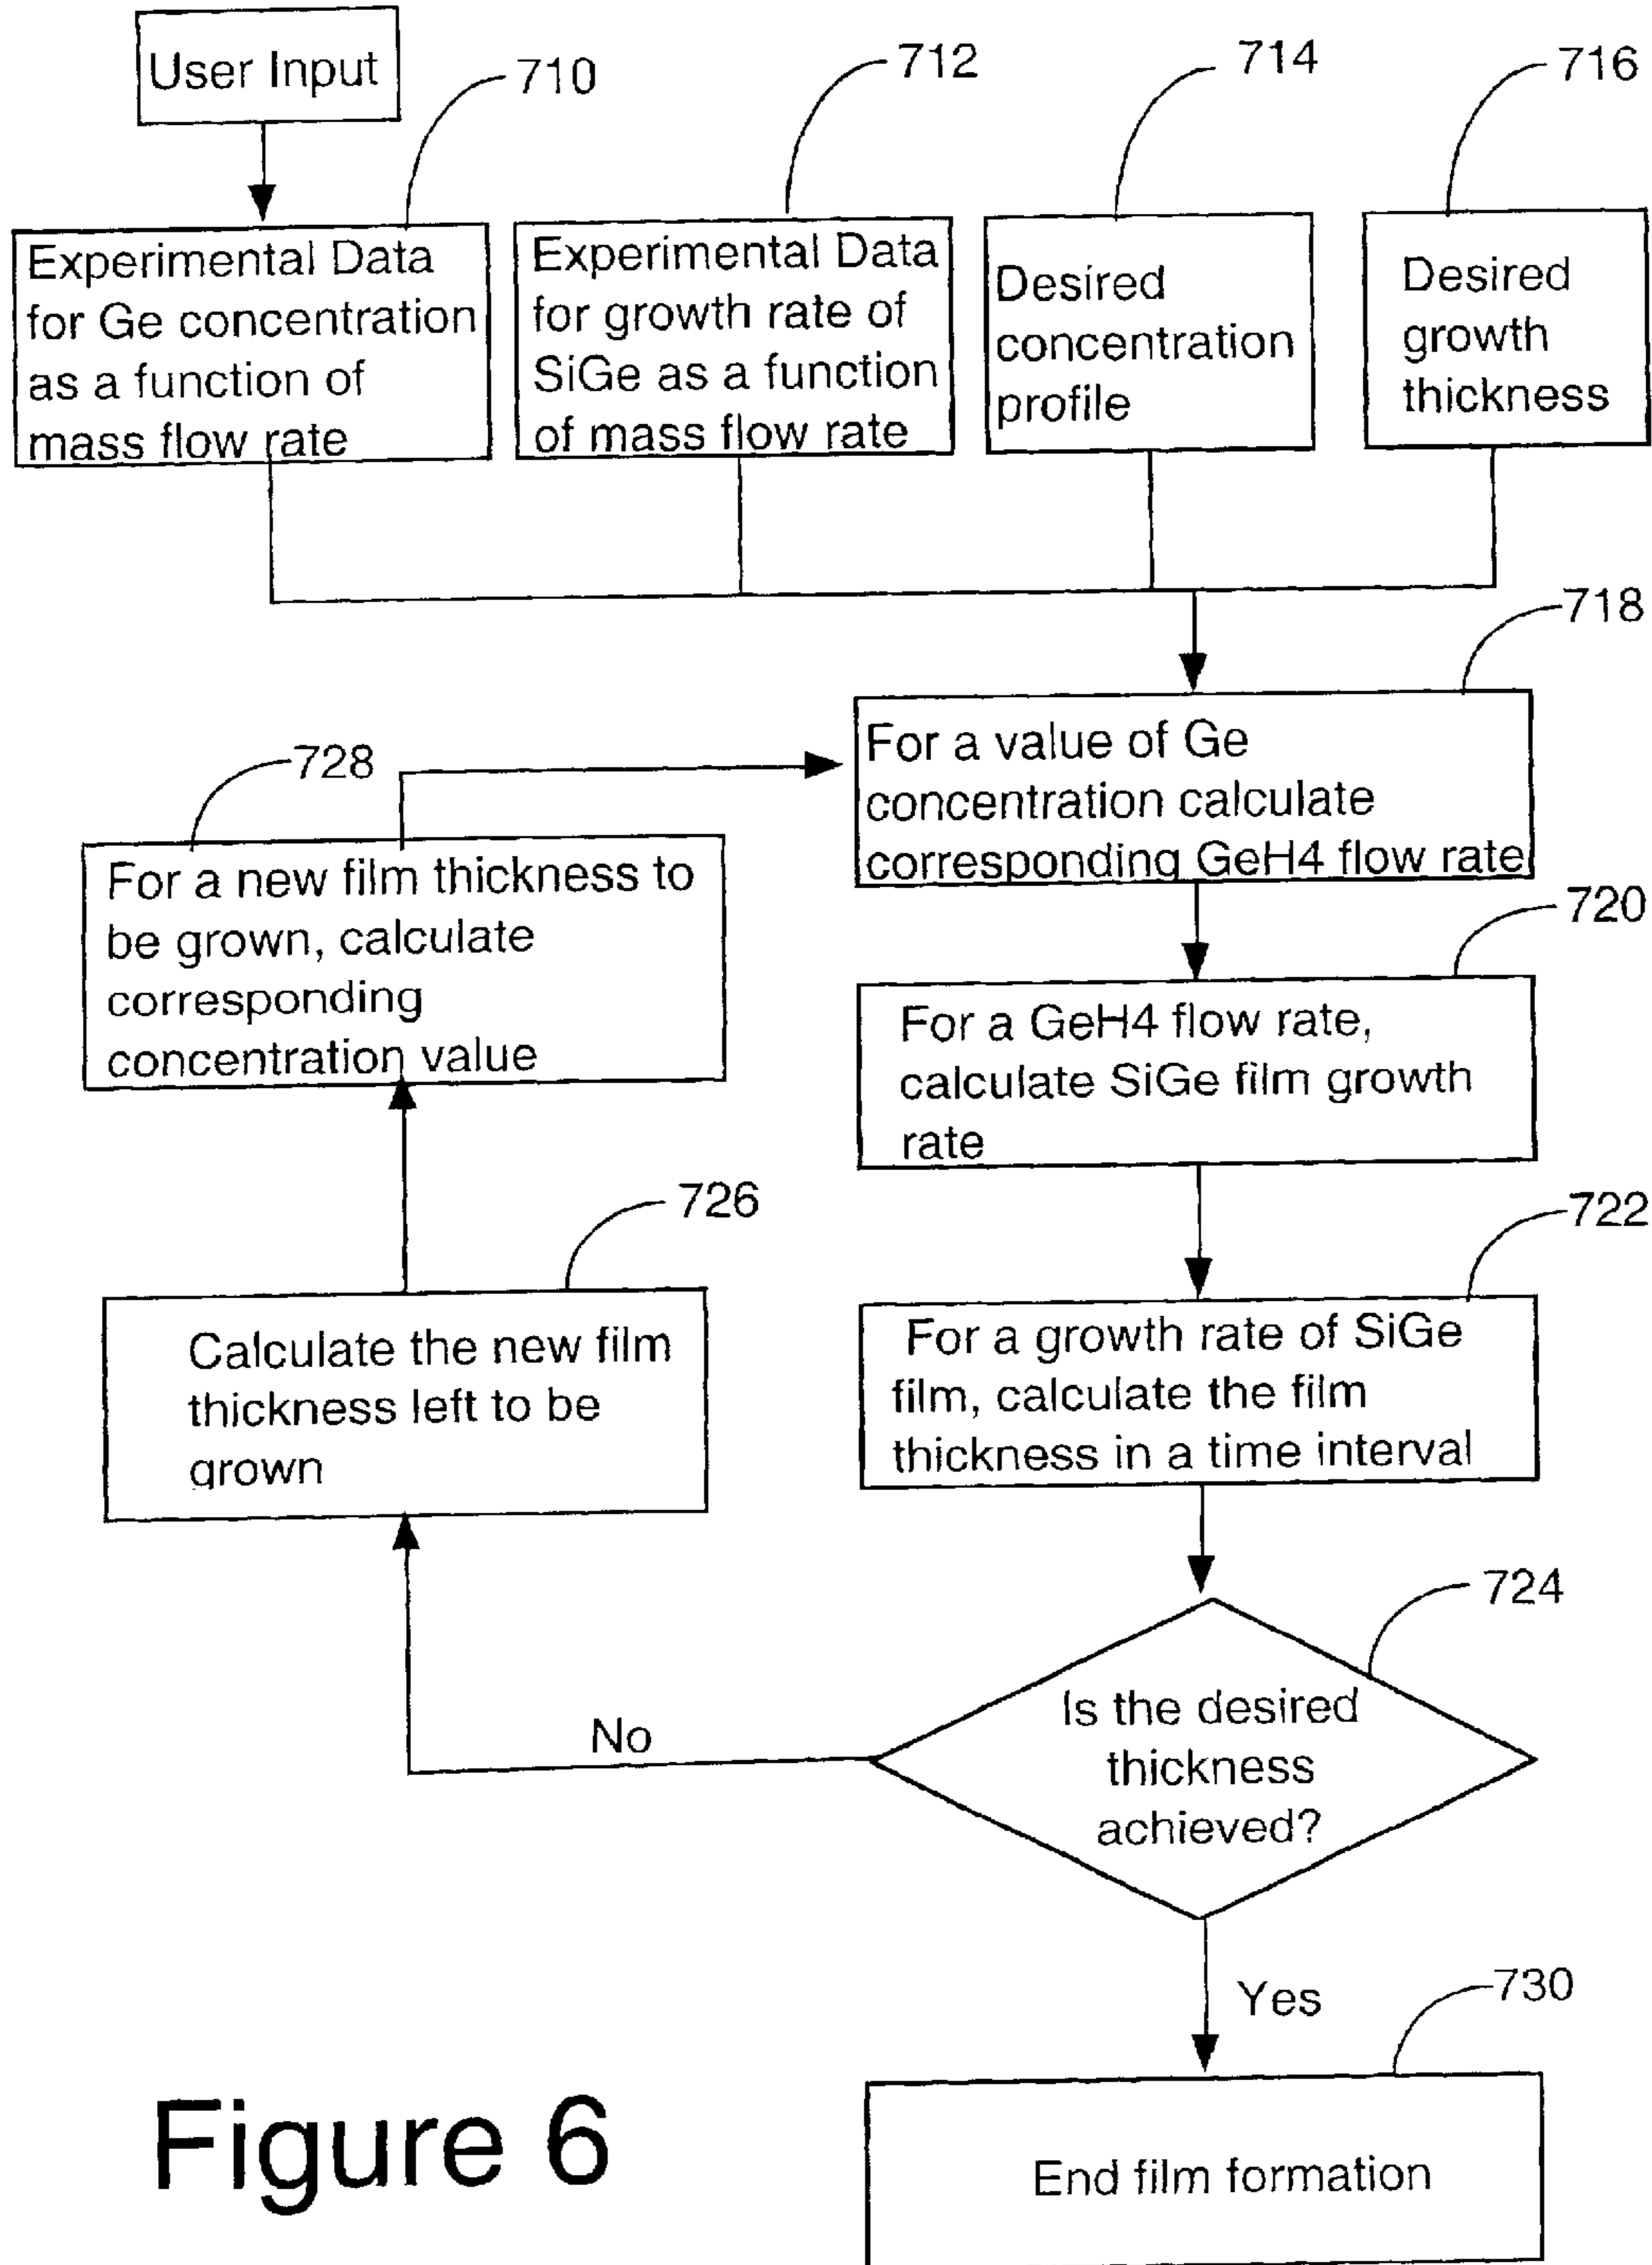 User Input
710
712
714
716
Experimental Data
for Ge concentration
as a function of
mass flow rate
Experimental Data
for growth rate of
SiGe as a function
of mass flow rate
Desired
concentration
profile
Desired
growth
thickness
718
For a value of Ge
concentration calculate
corresponding GeH4 flow rate
728
For a new film thickness to
be grown, calculate
corresponding
concentration value
720
For a GeH4 flow rate,
calculate SiGe film growth
rate
726
Calculate the new film
thickness left to be
grown
722
For a growth rate of SiGe
film, calculate the film
thickness in a time interval
724
Is the desired
thickness
achieved?
No
Yes
730
End film formation
Figure 6